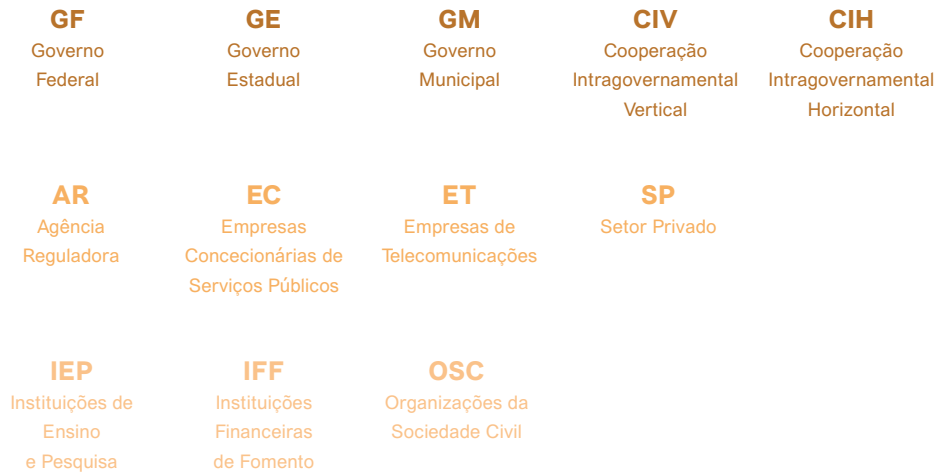 GF
Governo
Federal
GE
Governo
Estadual
GM
Governo
Municipal
CIV
Cooperação
Intragovernamental
Vertical
CIH
Cooperação
Intragovernamental
Horizontal
AR
Agência
Reguladora
EC
Empresas
Concecionárias de
Serviços Públicos
ET
Empresas de
Telecomunicações
SP
Setor Privado
IEP
Instituições de
Ensino
e Pesquisa
IFF
Instituições
Financeiras
de Fomento
OSC
Organizações da
Sociedade Civil